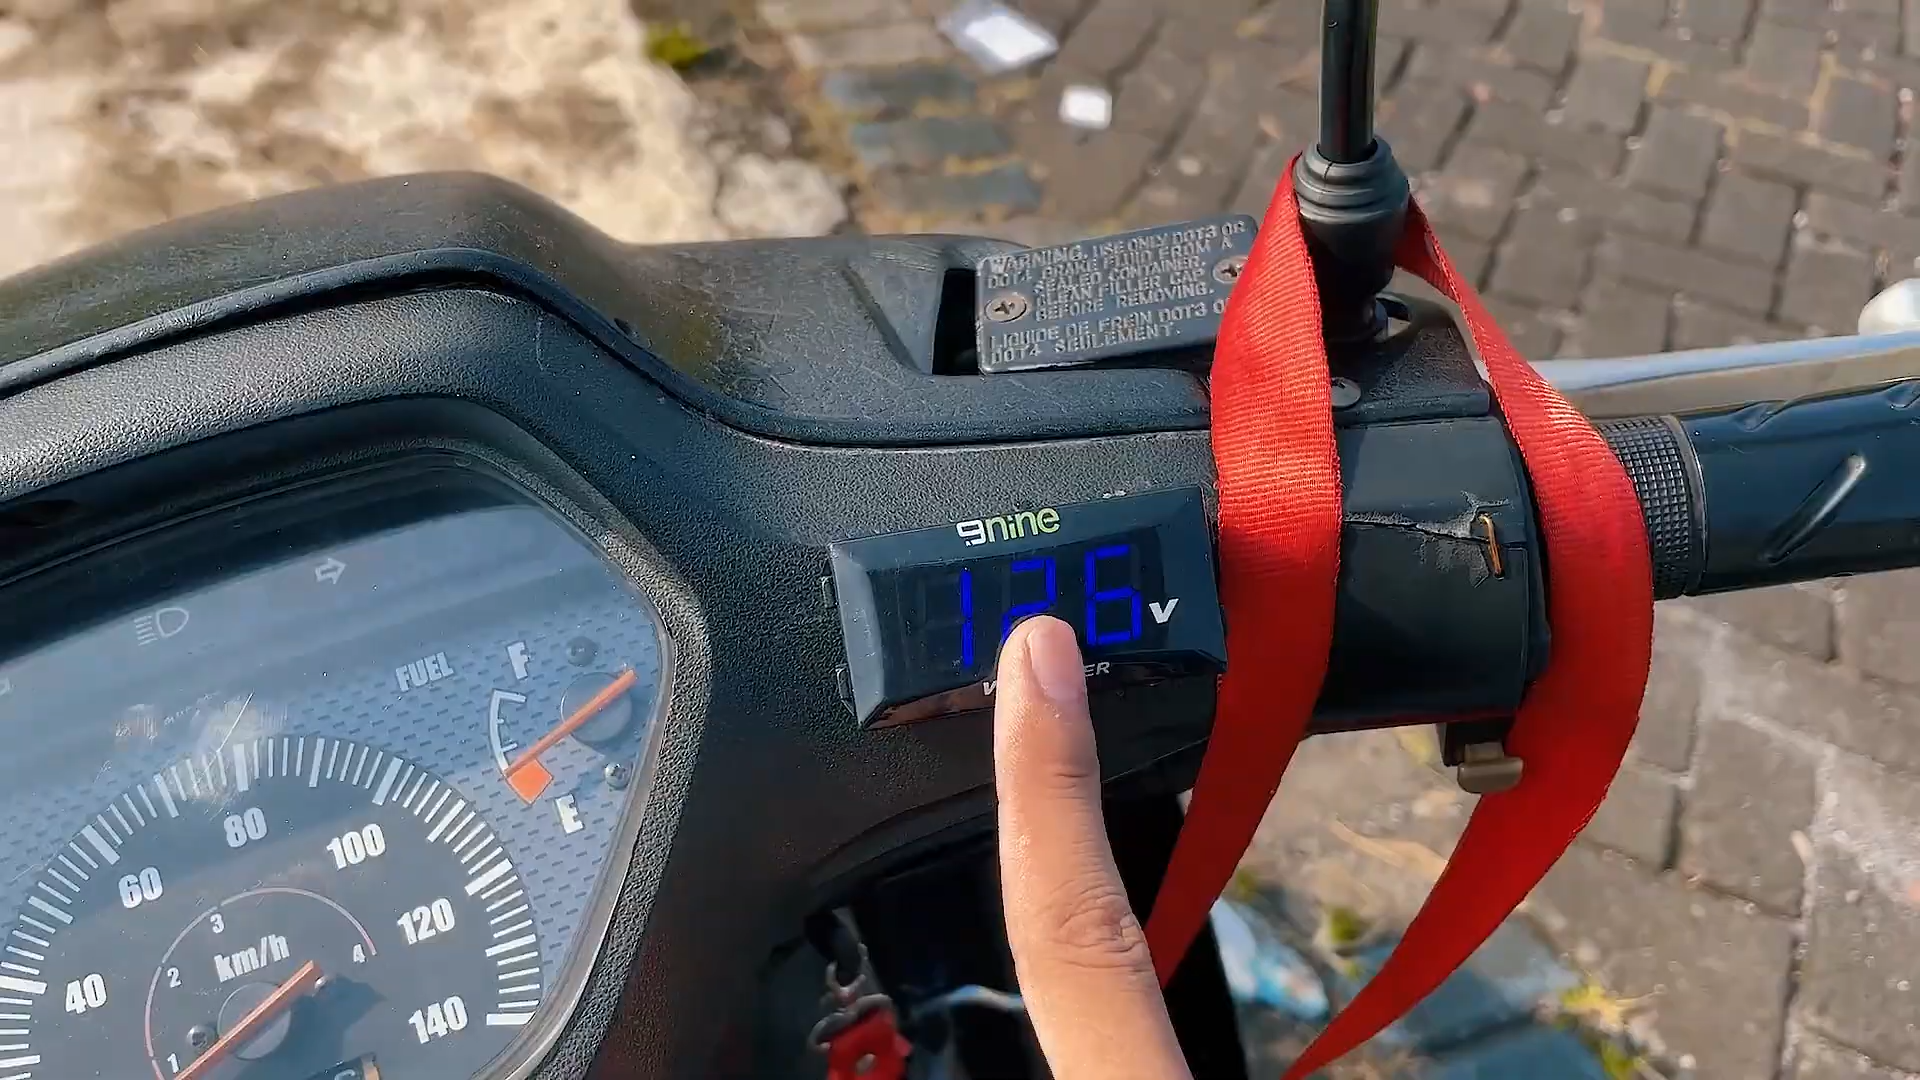 WARNING. USE ONLY DOT3 OR
DOT4 BRAKE FLUID FROM A
SEALED CONTAINER.
CLEAN FILLER CAP
BEFORE REMOVING.
LIQUIDE DE FREIN DOT3
DOT4 SEULEMENT.
9nine
126 V
FUEL
F
E
40
60
80
100
120
140
km/h
1
2
3
4